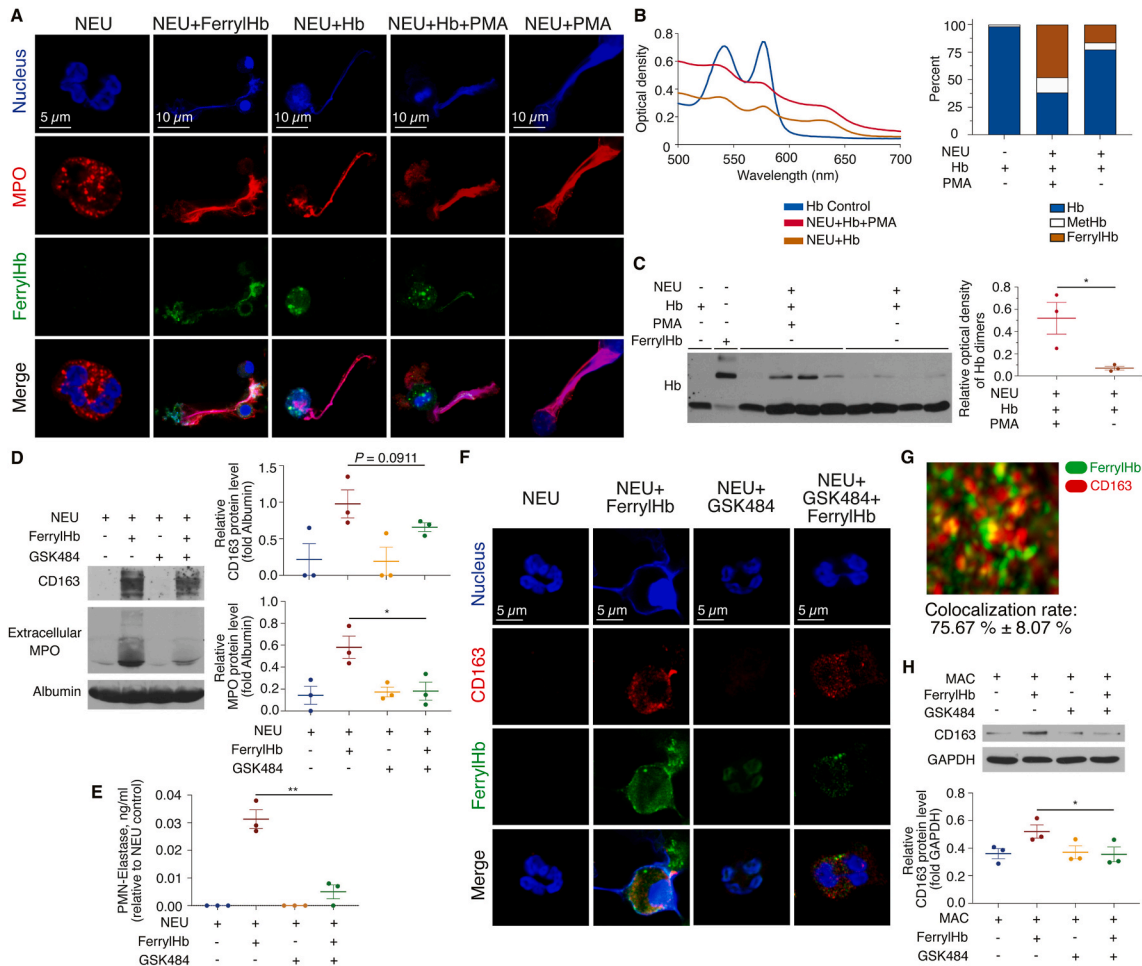 A
NEU NEU+FerrylHb NEU+Hb NEU+Hb+PMA NEU+PMA
Nucleus
5 µm 10 µm 10 µm 10 µm 10 µm
MPO
FerrylHb
Merge
B
Optical density
0.8
0.6
0.4
0.2
0.0
500 550 600 650 700
Wavelength (nm)
Hb Control
NEU+Hb+PMA
NEU+Hb
Percent
100
75
50
25
0
NEU - + +
Hb + + +
PMA - + -
Hb
MetHb
FerrylHb
C
NEU - - + +
Hb + - + +
PMA - - + -
FerrylHb - + - -
Hb
Relative optical density
of Hb dimers
0.8
0.6
0.4
0.2
0.0
*
NEU + +
Hb + +
PMA + -
D
NEU + + + +
FerrylHb - + - +
GSK484 - - + +
CD163
Extracellular
MPO
Albumin
Relative
CD163 protein level
(fold Albumin)
1.5
1.0
0.5
0.0
P = 0.0911
Relative
MPO protein level
(fold Albumin)
1.0
0.8
0.6
0.4
0.2
0.0
*
NEU + + + +
FerrylHb - + - +
GSK484 - - + +
E
PMN-Elastase, ng/ml
(relative to NEU control)
0.04
0.03
0.02
0.01
0.00
**
NEU + + + +
FerrylHb - + - +
GSK484 - - + +
F
NEU NEU+ FerrylHb NEU+ GSK484 NEU+ GSK484+ FerrylHb
Nucleus
5 µm 5 µm 5 µm 5 µm
CD163
FerrylHb
Merge
G
FerrylHb
CD163
Colocalization rate:
75.67 % ± 8.07 %
H
MAC + + + +
FerrylHb - + - +
GSK484 - - + +
CD163
GAPDH
Relative
CD163 protein level
(fold GAPDH)
0.8
0.6
0.4
0.2
0.0
*
MAC + + + +
FerrylHb - + - +
GSK484 - - + +